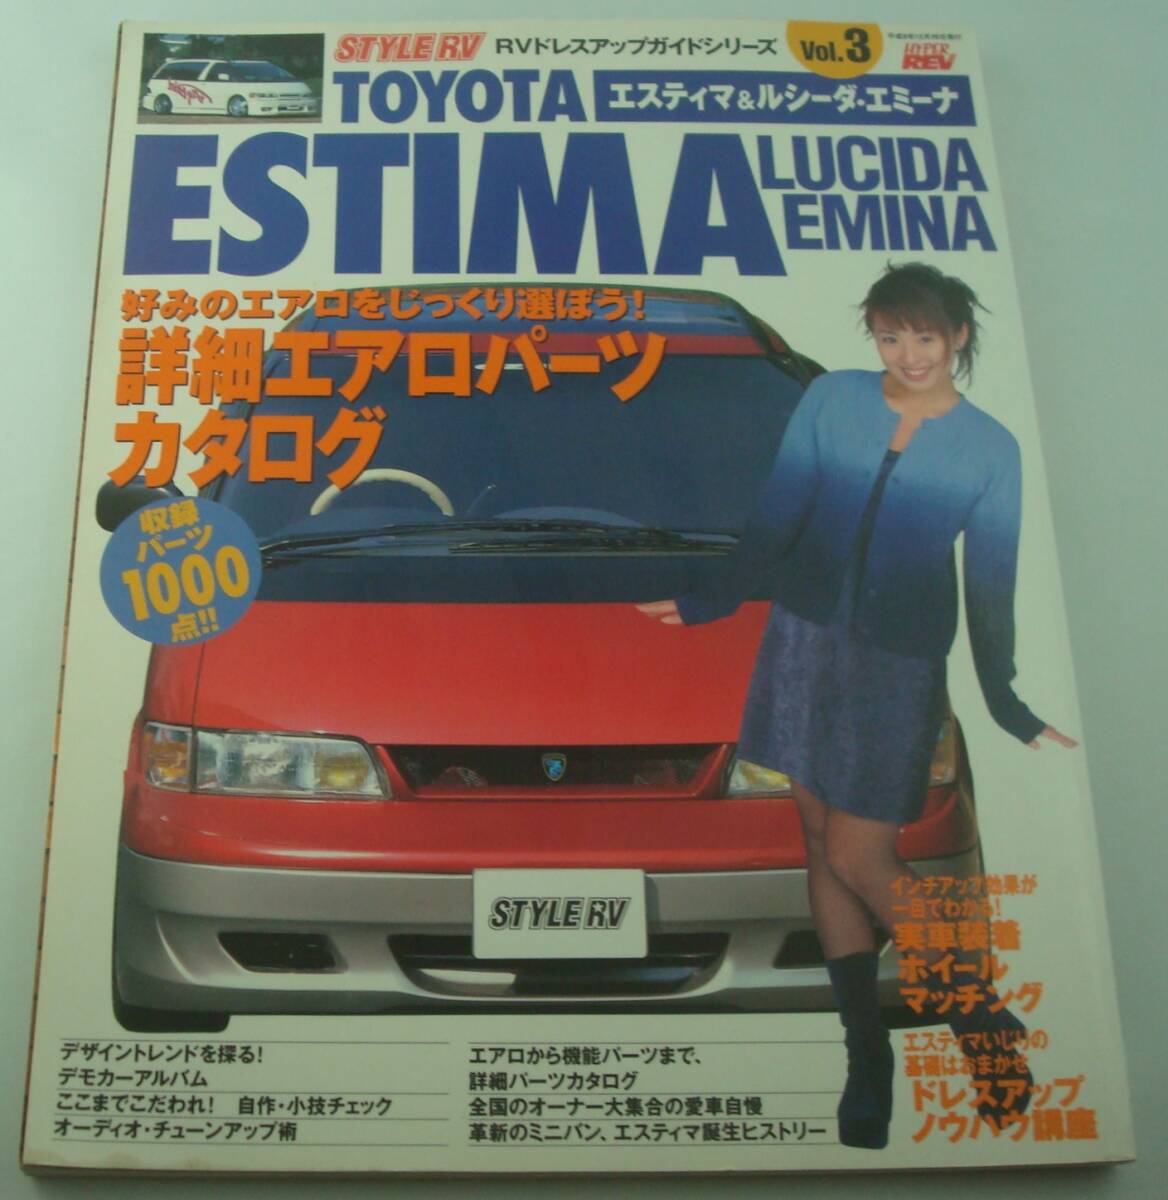 STYLE RV RVドレスアップガイドシリーズ Vol.3
HYPER REV
TOYOTA エスティマ&ルシーダ・エミーナ
ESTIMA LUCIDA
EMINA
好みのエアロをじっくり選ぼう!
詳細エアロパーツ
カタログ
収録
パーツ
1000
点!!
STYLE RV
インチアップ効果が
一目でわかる!
実車装着
ホイール
マッチング
エスティマいじりの
基礎はおまかせ
ドレスアップ
ノウハウ講座
デザイントレンドを探る!
デモカーアルバム
ここまでこだわれ! 自作・小技チェック
オーディオ・チューンアップ術
エアロから機能パーツまで、
詳細パーツカタログ
全国のオーナー大集合の愛車自慢
革新のミニバン、エスティマ誕生ヒストリー